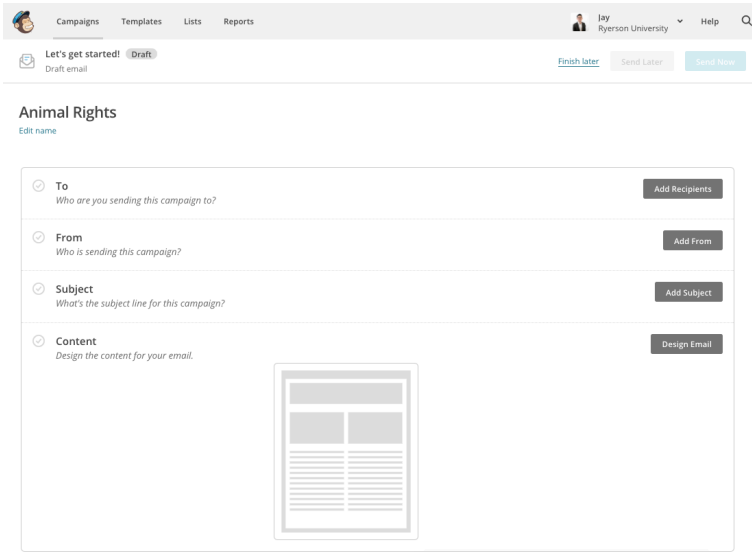 Campaigns Templates Lists Reports
Jay
Ryerson University
Help
Let's get started! Draft
Draft email
Finish later Send Later Send Now
Animal Rights
Edit name
To
Who are you sending this campaign to?
Add Recipients
From
Who is sending this campaign?
Add From
Subject
What's the subject line for this campaign?
Add Subject
Content
Design the content for your email.
Design Email